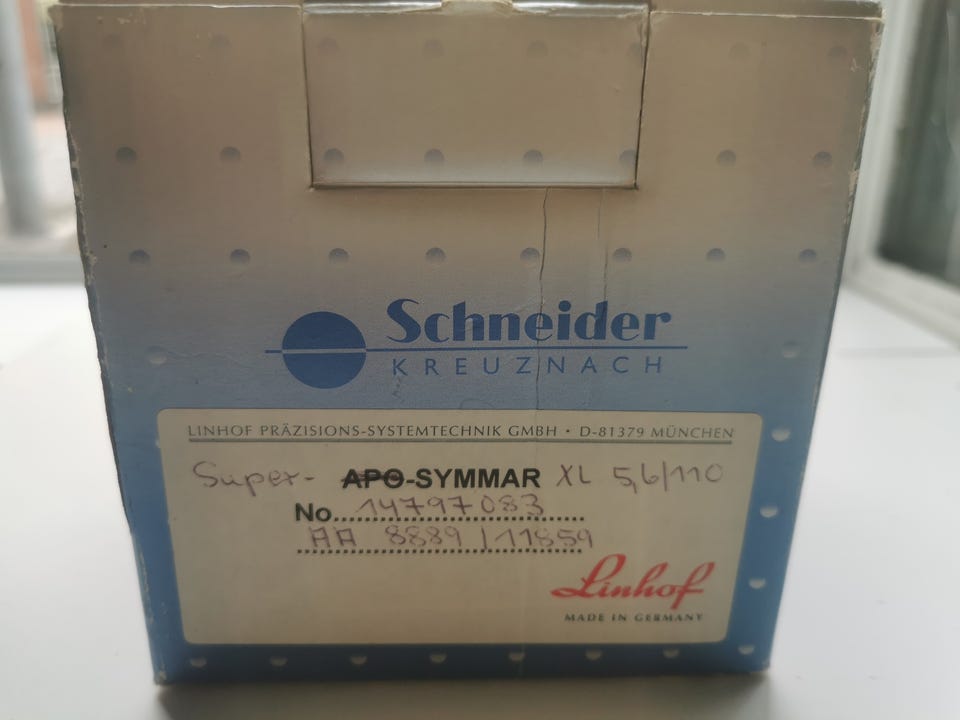 Schneider
KREUZNACH
LINHOF PRÄZISIONS-SYSTEMTECHNIK GMBH · D-81379 MÜNCHEN
Super- APO-SYMMAR XL 5,6/110
No. 14797083
AA 8889 / 11859
Linhof
MADE IN GERMANY